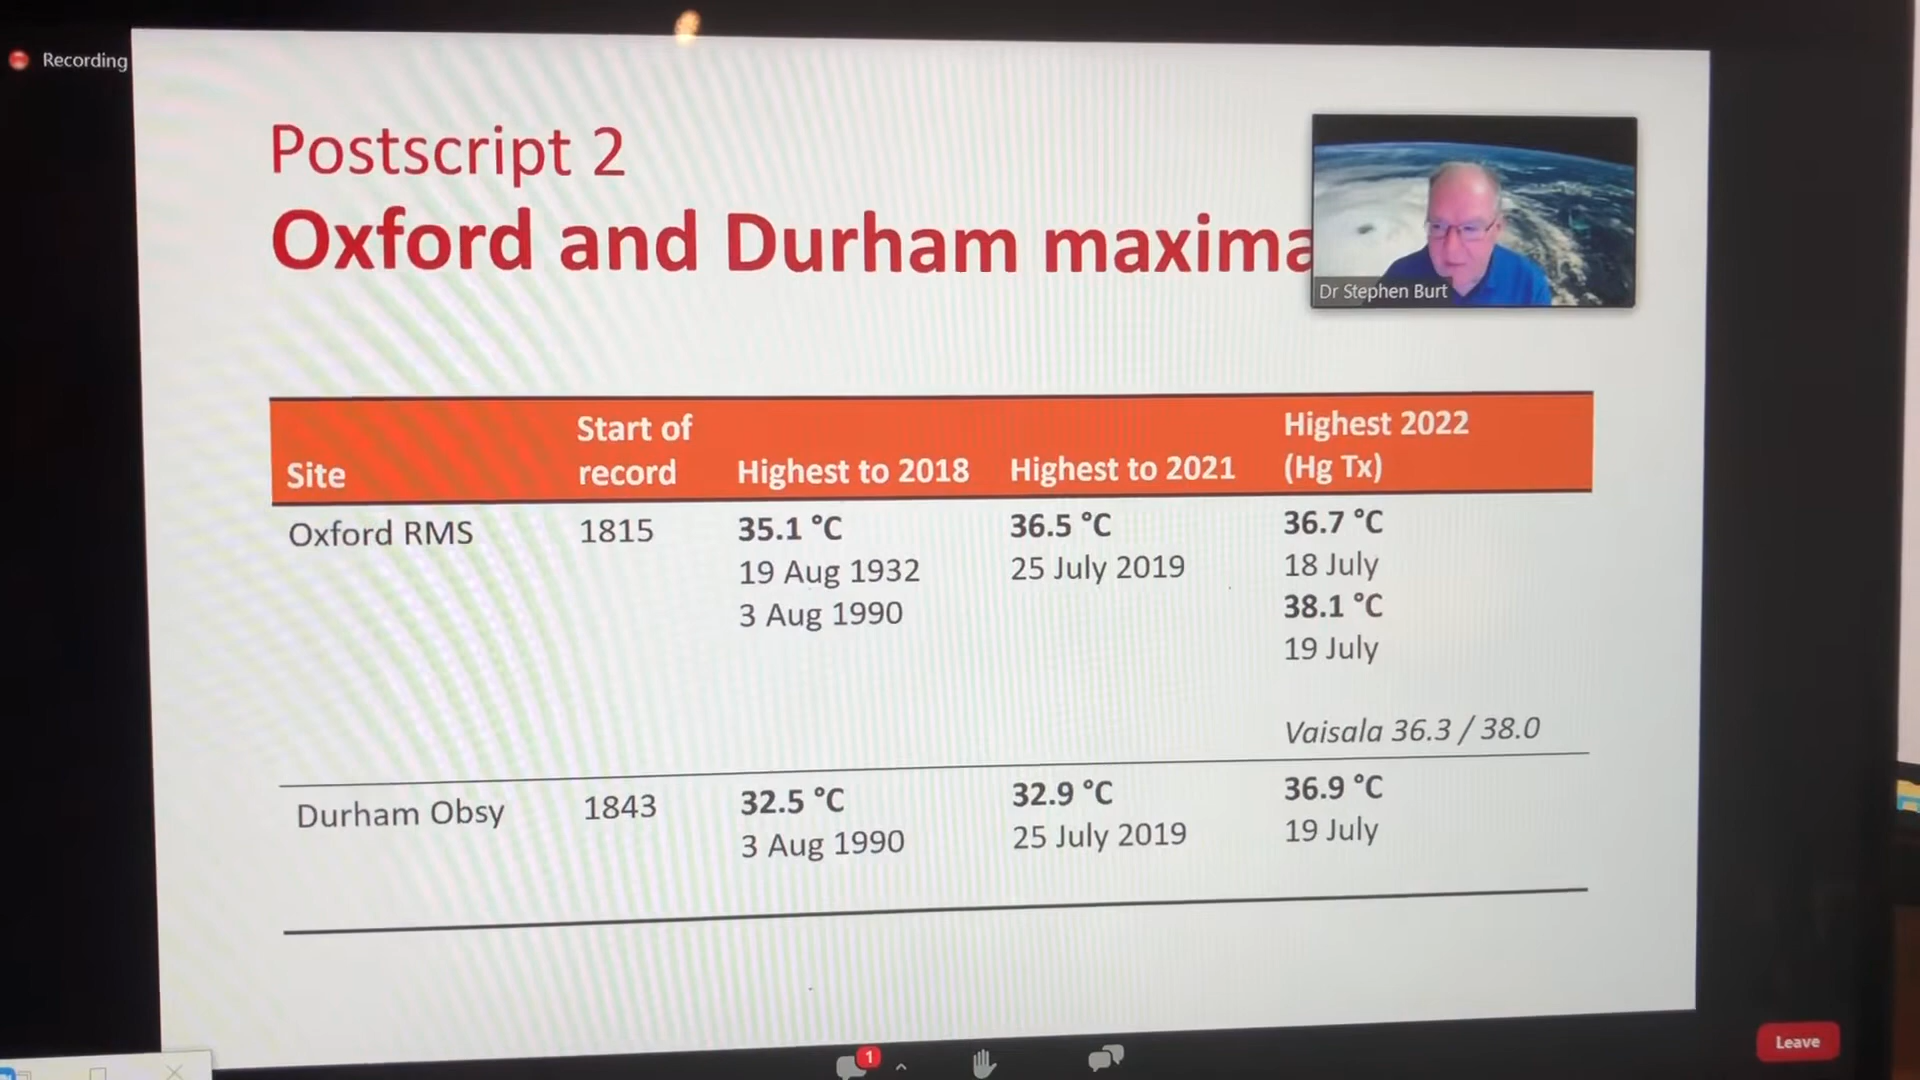 Recording
Postscript 2
Oxford and Durham maxima
Dr Stephen Burt
Site
Start of
record
Highest to 2018
Highest to 2021
Highest 2022
(Hg Tx)
Oxford RMS
1815
35.1 °C
19 Aug 1932
3 Aug 1990
36.5 °C
25 July 2019
36.7 °C
18 July
38.1 °C
19 July
Vaisala 36.3 / 38.0
Durham Obsy
1843
32.5 °C
3 Aug 1990
32.9 °C
25 July 2019
36.9 °C
19 July
1
Leave